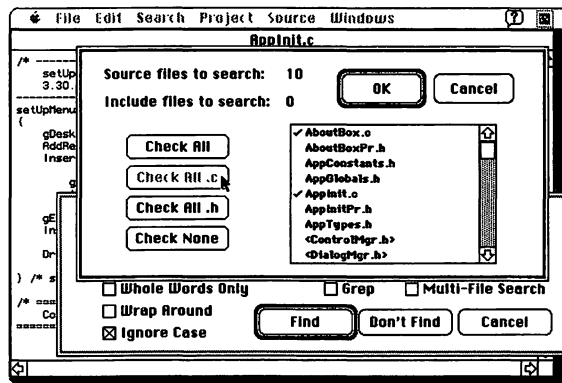 File Edit Search Project Source Windows
AppInit.c
/* ----
setUp
3.30.
setUpMenu
{
gDesk
AddRe
Inser
g
gE
In
Dr
} /* s
/* ====
Co
=====
Source files to search: 10
Include files to search: 0
OK
Cancel
Check All
Check All .c
Check All .h
Check None
✓ AboutBox.c
AboutBoxPr.h
AppConstants.h
AppGlobals.h
✓ AppInit.c
AppInitPr.h
AppTypes.h
<ControlMgr.h>
<DialogMgr.h>
Whole Words Only
Grep
Multi-File Search
Wrap Around
Ignore Case
Find
Don't Find
Cancel